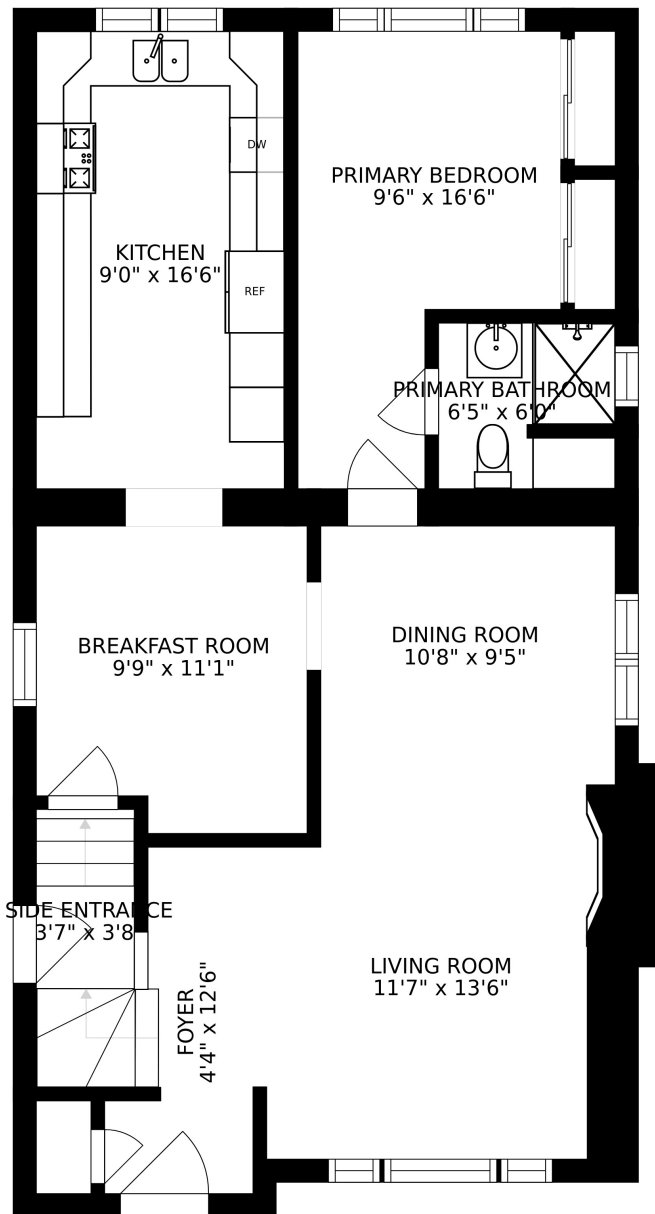 DW
PRIMARY BEDROOM
9'6" x 16'6"
KITCHEN
9'0" x 16'6"
REF
PRIMARY BATHROOM
6'5" x 6'0"
BREAKFAST ROOM
9'9" x 11'1"
DINING ROOM
10'8" x 9'5"
SIDE ENTRANCE
3'7" x 3'8
LIVING ROOM
11'7" x 13'6"
FOYER
4'4" x 12'6"